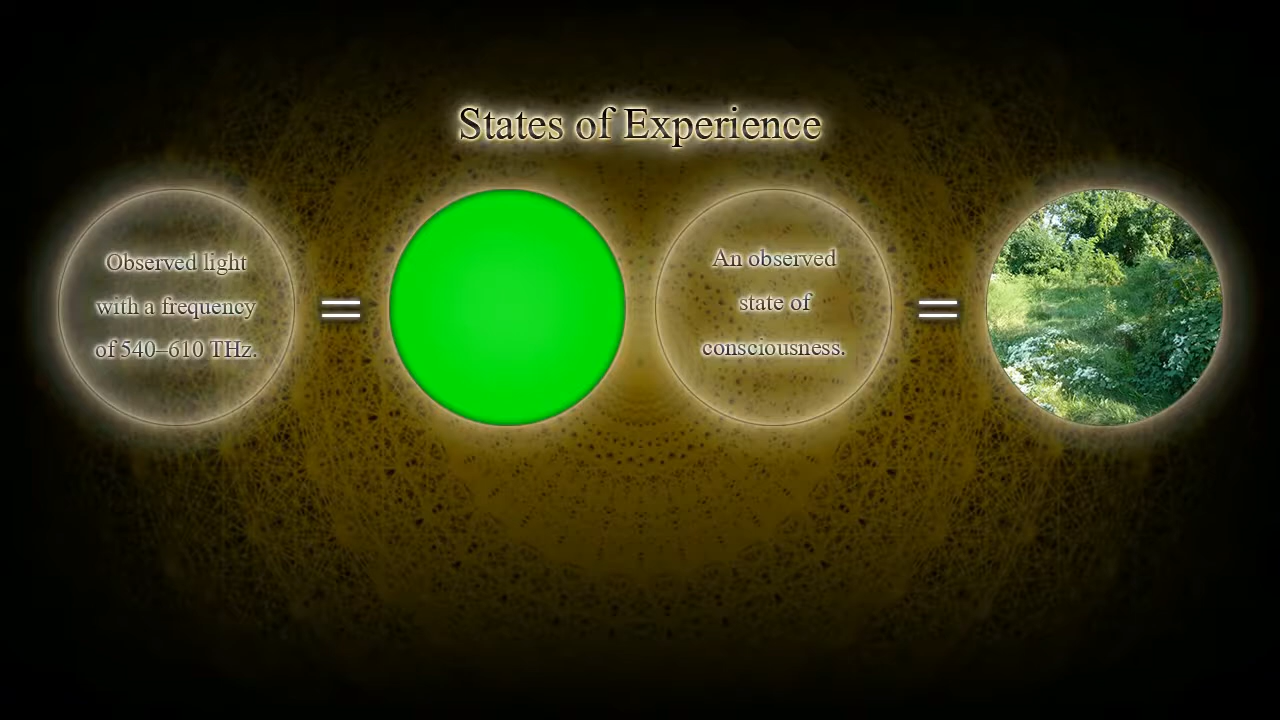 States of Experience
Observed light
with a frequency
of 540–610 THz.
=
An observed
state of
consciousness.
=